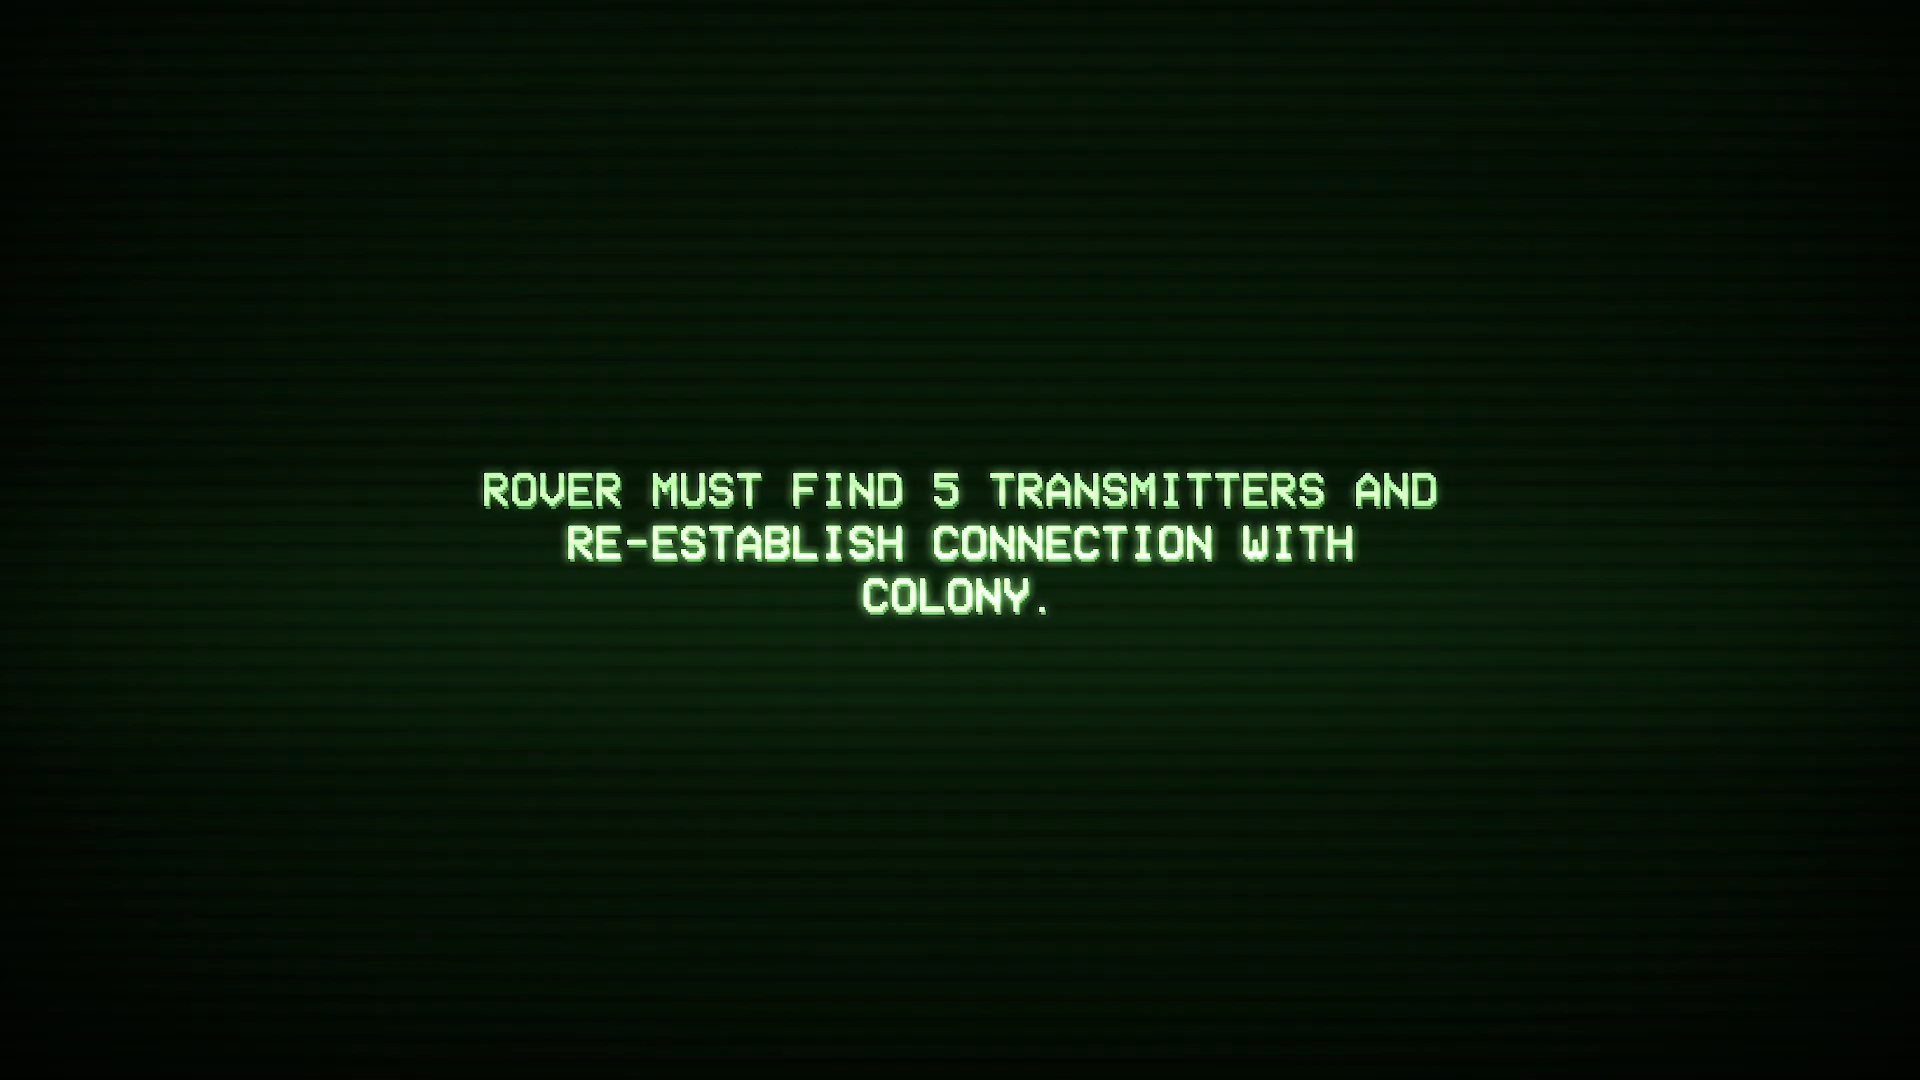 ROVER MUST FIND 5 TRANSMITTERS AND
RE-ESTABLISH CONNECTION WITH
COLONY.